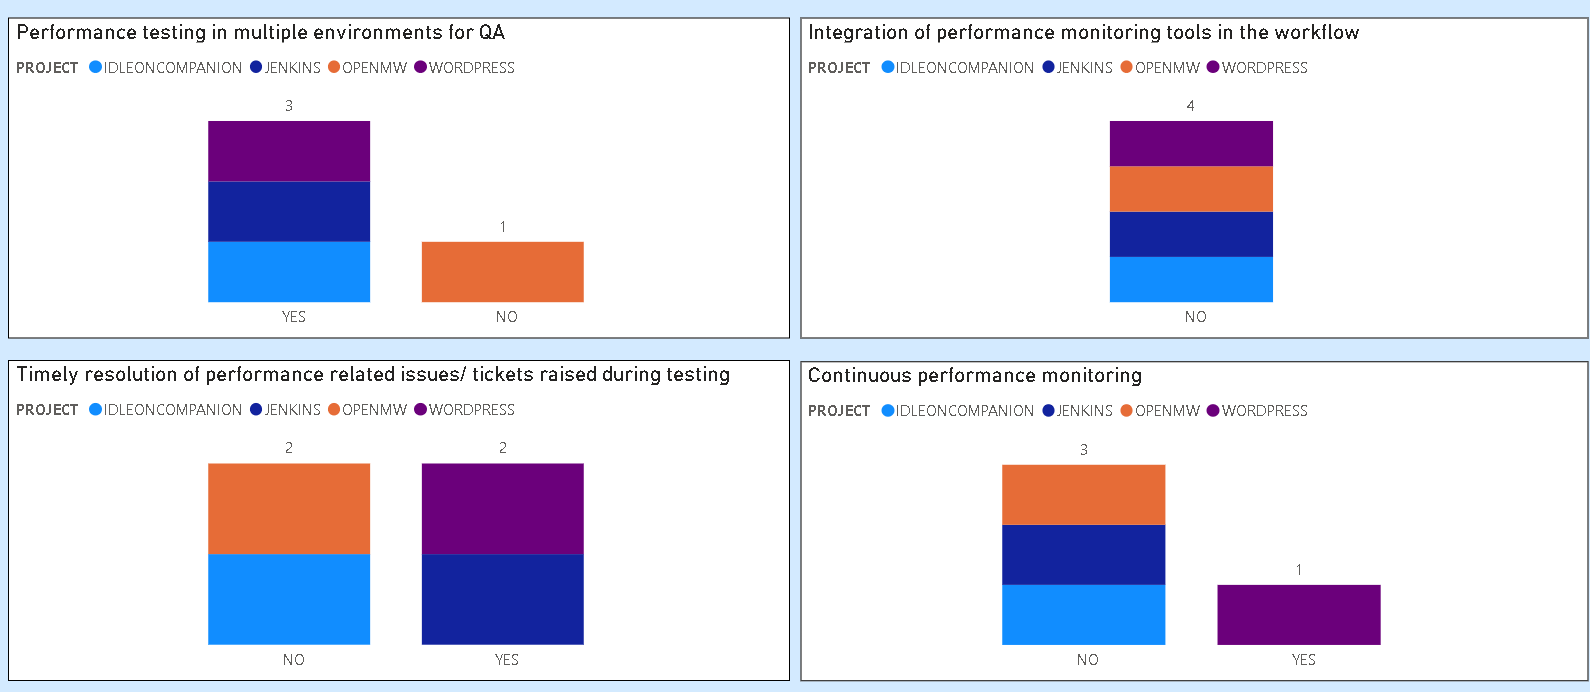 Performance testing in multiple environments for QA
PROJECT IDLEONCOMPANION JENKINS OPENMW WORDPRESS
3
1
YES NO
Integration of performance monitoring tools in the workflow
PROJECT IDLEONCOMPANION JENKINS OPENMW WORDPRESS
4
NO
Timely resolution of performance related issues/ tickets raised during testing
PROJECT IDLEONCOMPANION JENKINS OPENMW WORDPRESS
2 2
NO YES
Continuous performance monitoring
PROJECT IDLEONCOMPANION JENKINS OPENMW WORDPRESS
3
1
NO YES